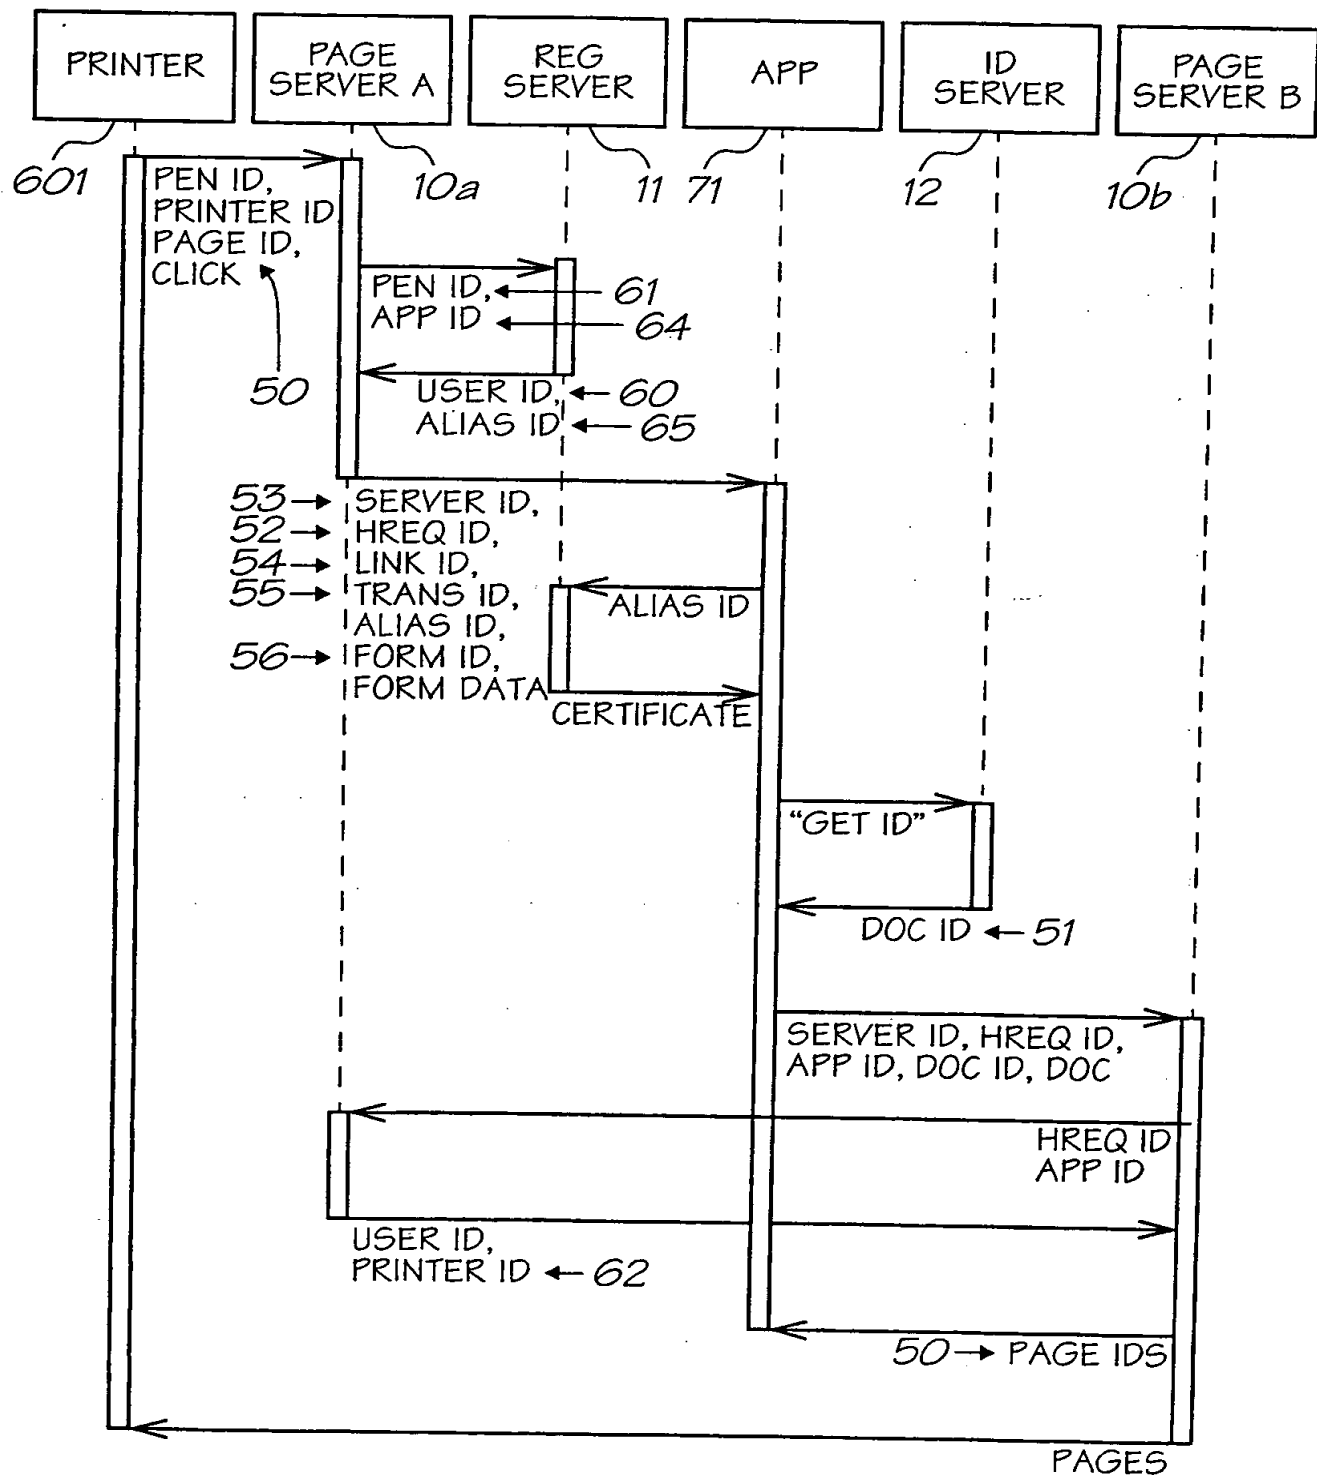 PRINTER
PAGE
SERVER A
REG
SERVER
APP
ID
SERVER
PAGE
SERVER B
601
10a
11
71
12
10b
PEN ID,
PRINTER ID
PAGE ID,
CLICK
50
PEN ID,
61
APP ID
64
USER ID,
60
ALIAS ID
65
53
SERVER ID,
52
HREQ ID,
54
LINK ID,
55
TRANS ID,
ALIAS ID,
56
FORM ID,
FORM DATA
ALIAS ID
CERTIFICATE
“GET ID”
DOC ID
51
SERVER ID, HREQ ID,
APP ID, DOC ID, DOC
HREQ ID
APP ID
USER ID,
PRINTER ID
62
50
PAGE IDS
PAGES